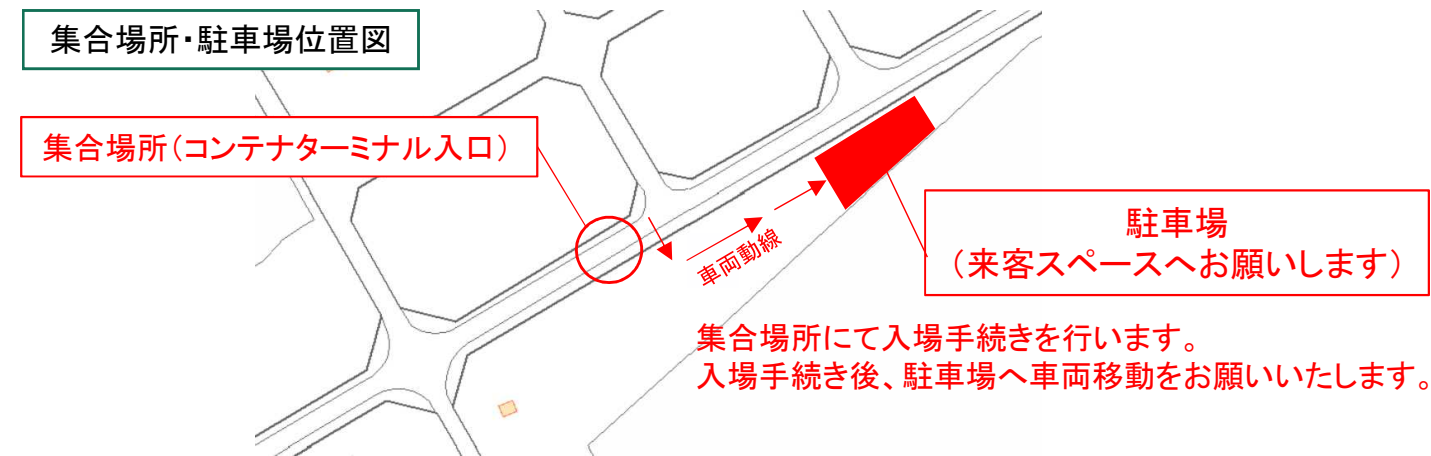 集合場所・駐車場位置図
集合場所（コンテナターミナル入口）
車両動線
駐車場
（来客スペースへお願いします）
集合場所にて入場手続きを行います。
入場手続き後、駐車場へ車両移動をお願いいたします。